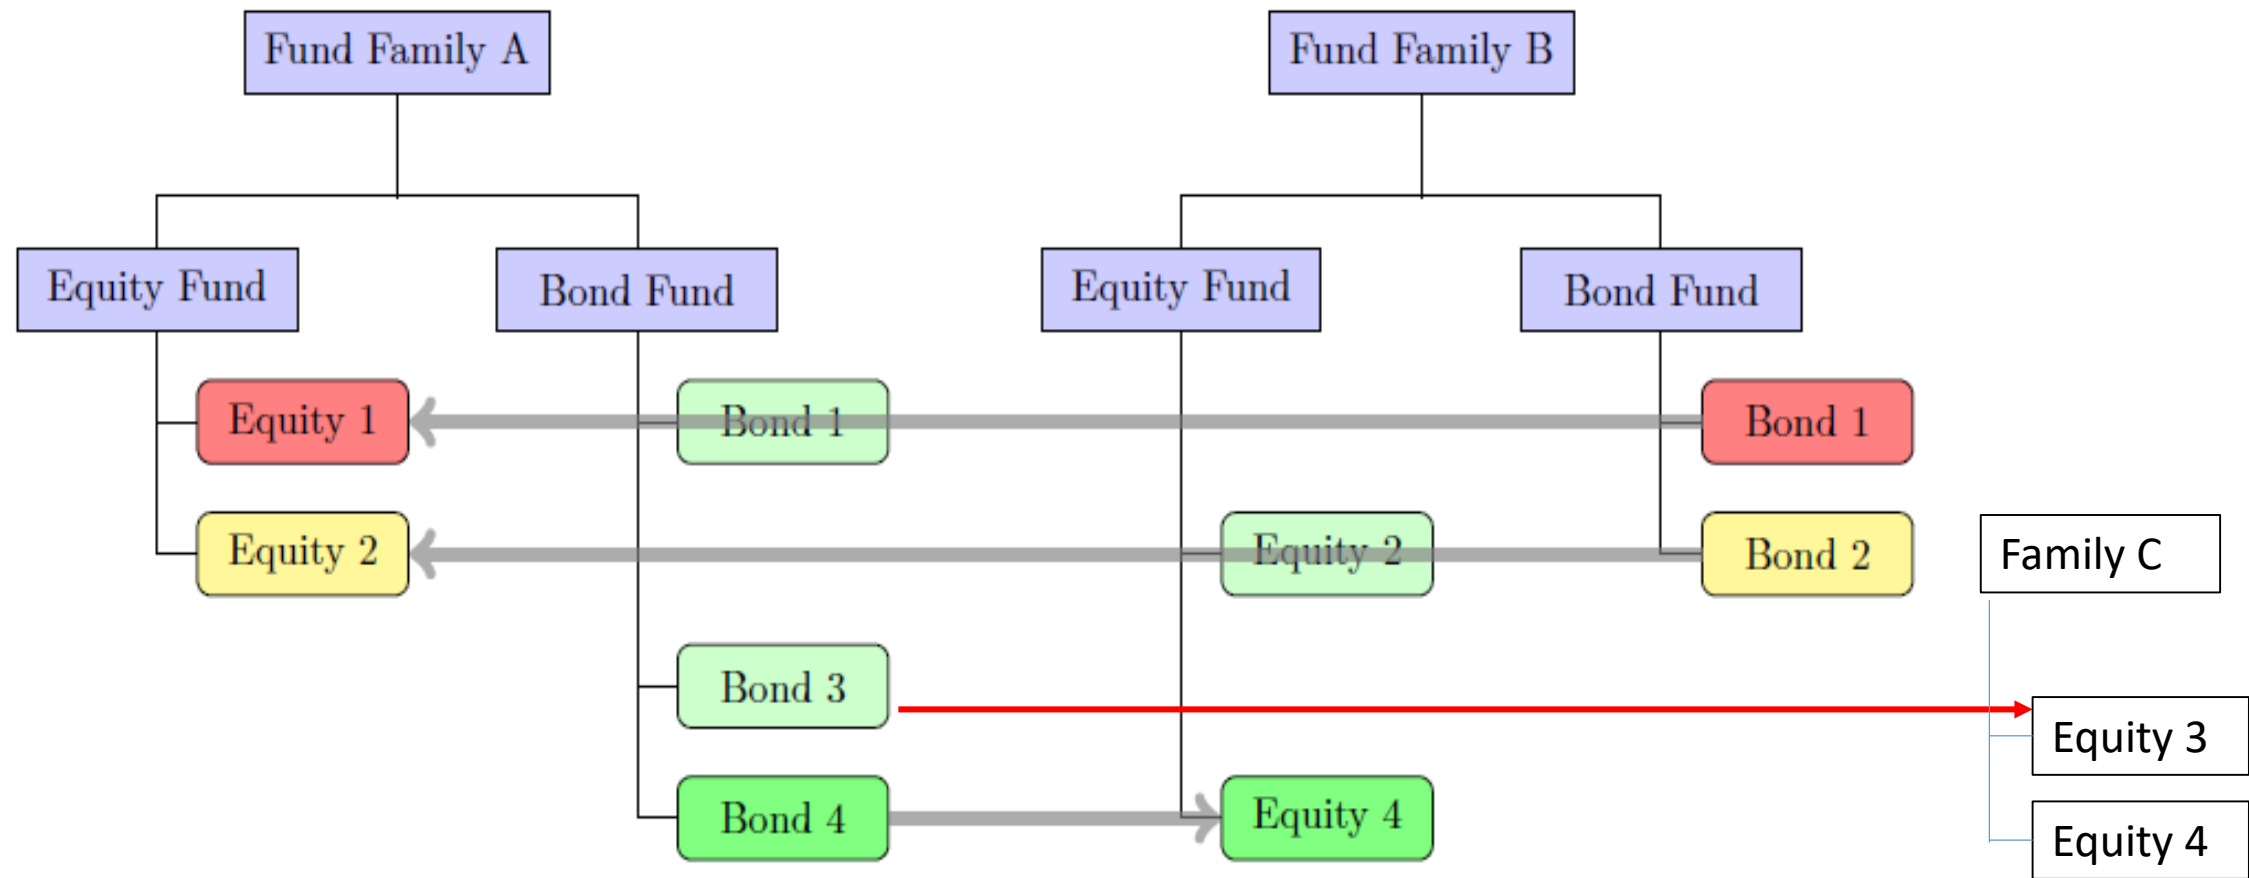 Fund Family A
Fund Family B
Equity Fund
Bond Fund
Equity Fund
Bond Fund
Equity 1
Bond 1
Bond 1
Equity 2
Equity 2
Bond 2
Family C
Bond 3
Equity 3
Bond 4
Equity 4
Equity 4